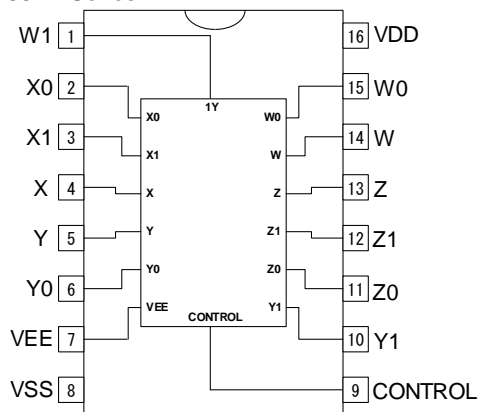 W1 1 16 VDD
X0 2 1Y 15 W0
X0 W0
X1 3 14 W
X1 W
X 4 X Z 13 Z
Y 5 Y Z1 12 Z1
Y0 6 Y0 Z0 11 Z0
VEE Y1
VEE 7 CONTROL 10 Y1
VSS 8 9 CONTROL